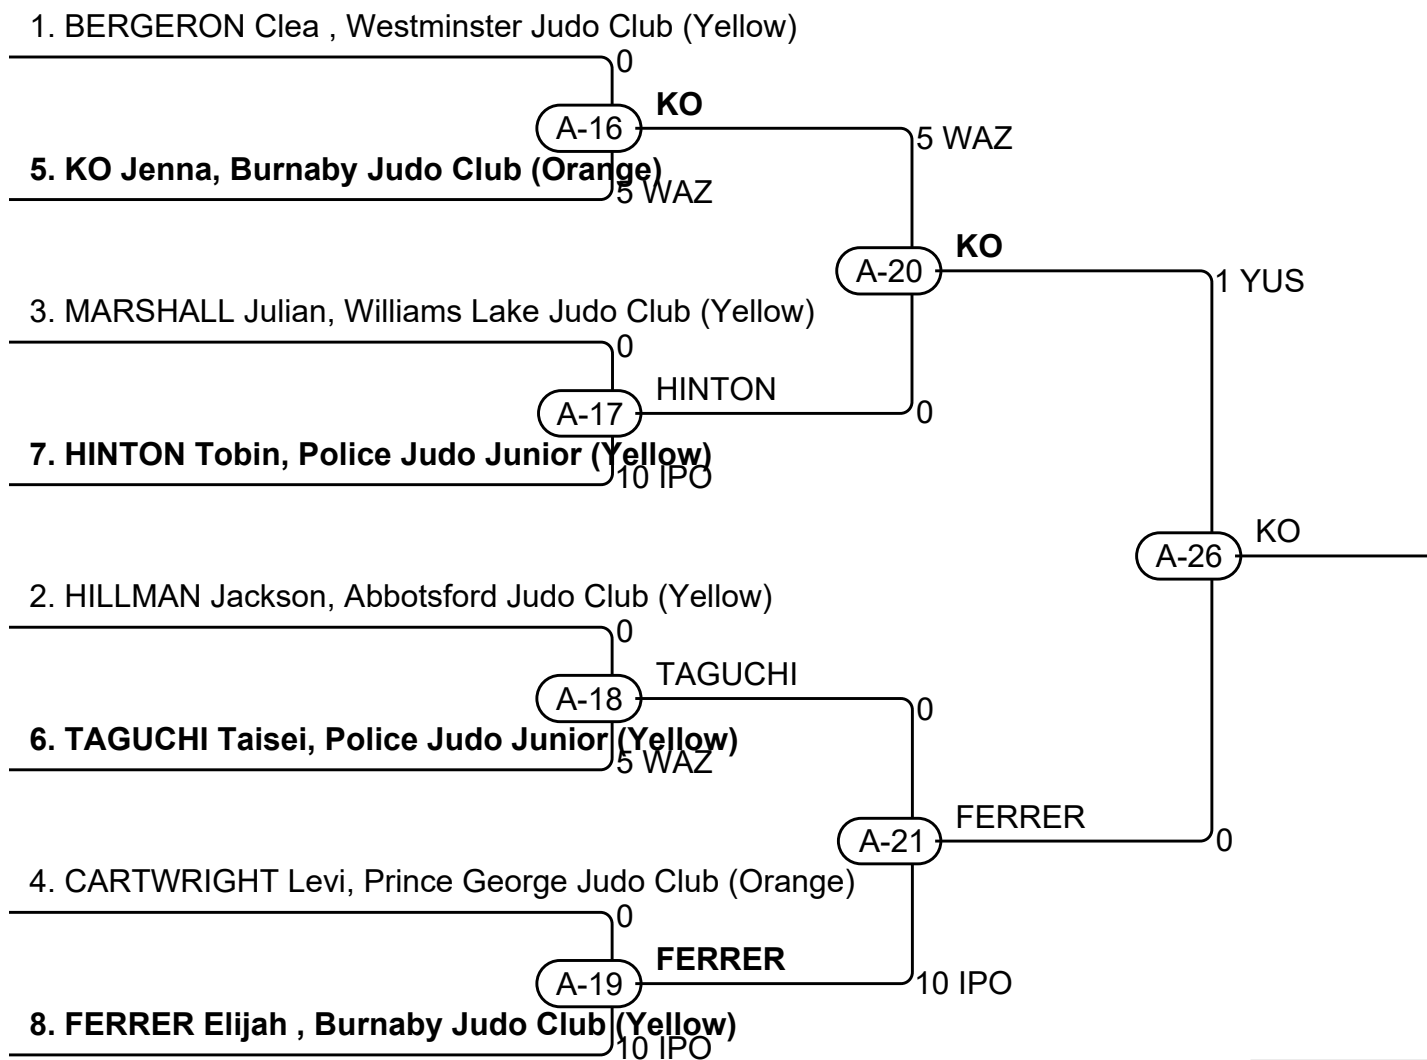 1. BERGERON Clea , Westminster Judo Club (Yellow)
0
KO
A-16
5 WAZ
5. KO Jenna, Burnaby Judo Club (Orange)
5 WAZ
KO
A-20
1 YUS
3. MARSHALL Julian, Williams Lake Judo Club (Yellow)
0
HINTON
A-17
0
7. HINTON Tobin, Police Judo Junior (Yellow)
10 IPO
KO
A-26
2. HILLMAN Jackson, Abbotsford Judo Club (Yellow)
0
TAGUCHI
A-18
0
6. TAGUCHI Taisei, Police Judo Junior (Yellow)
5 WAZ
FERRER
A-21
0
4. CARTWRIGHT Levi, Prince George Judo Club (Orange)
0
FERRER
A-19
10 IPO
8. FERRER Elijah , Burnaby Judo Club (Yellow)
10 IPO